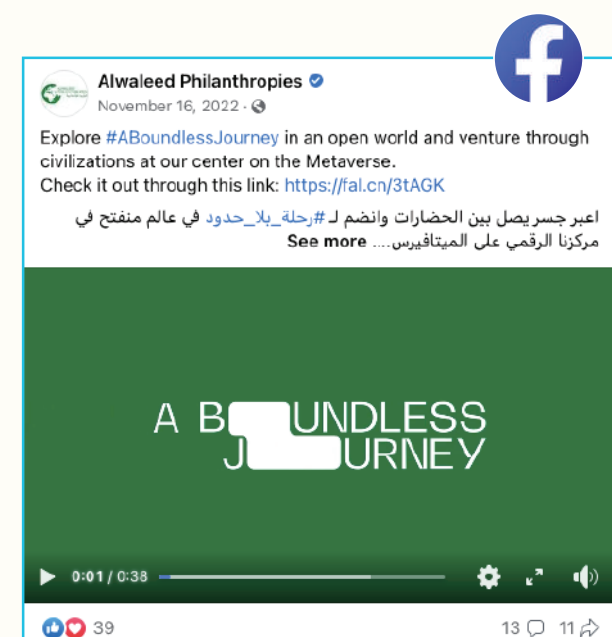 Alwaleed Philanthropies
November 16, 2022 ·
Explore #ABoundlessJourney in an open world and venture through
civilizations at our center on the Metaverse.
Check it out through this link: https://fal.cn/3tAGK
اعبر جسر يصل بين الحضارات وانضم لـ #رحلة_بلا_حدود في عالم منفتح في
مركزنا الرقمي على الميتافيرس.... See more
A B UNDLESS
J URNEY
0:01 / 0:38
39
13
11